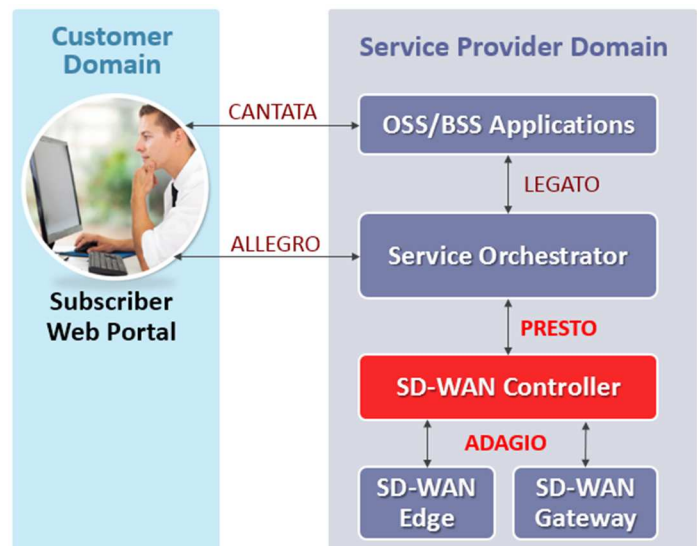 Customer
Domain
Service Provider Domain
CANTATA
OSS/BSS Applications
LEGATO
ALLEGRO
Service Orchestrator
Subscriber
Web Portal
PRESTO
SD-WAN Controller
ADAGIO
SD-WAN
Edge
SD-WAN
Gateway